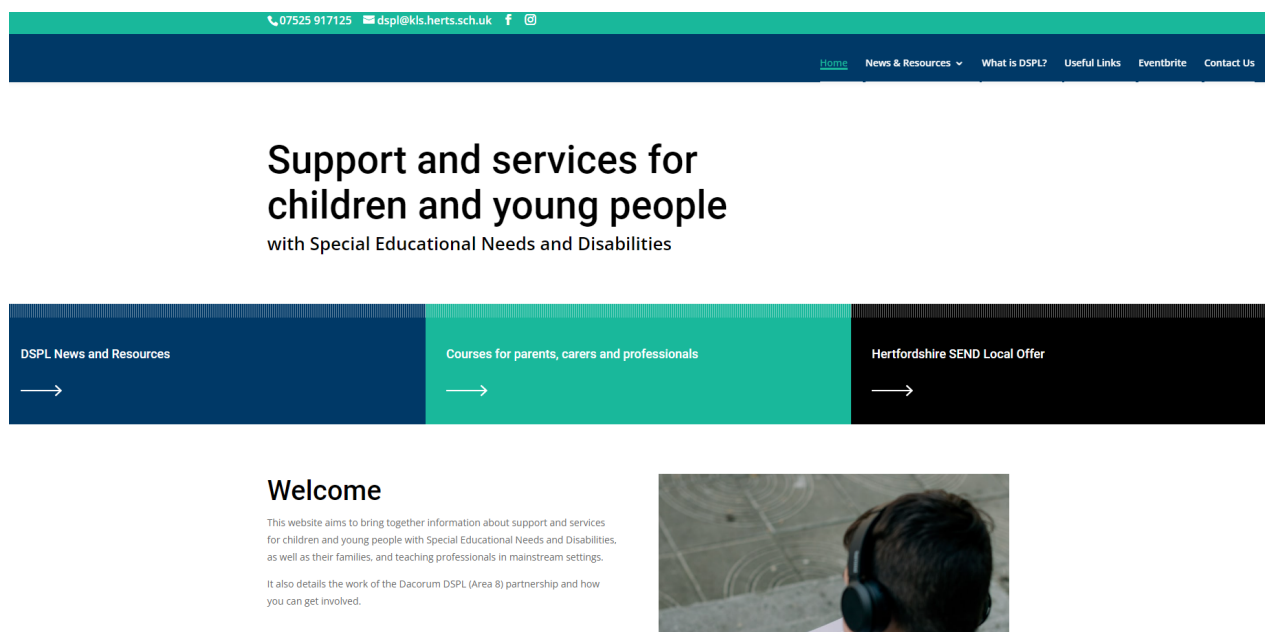 07525 917125 dspl@kls.herts.sch.uk
Home News & Resources What is DSPL? Useful Links Eventbrite Contact Us
Support and services for
children and young people
with Special Educational Needs and Disabilities
DSPL News and Resources
Courses for parents, carers and professionals
Hertfordshire SEND Local Offer
Welcome
This website aims to bring together information about support and services
for children and young people with Special Educational Needs and Disabilities,
as well as their families, and teaching professionals in mainstream settings.
It also details the work of the Dacorum DSPL (Area 8) partnership and how
you can get involved.